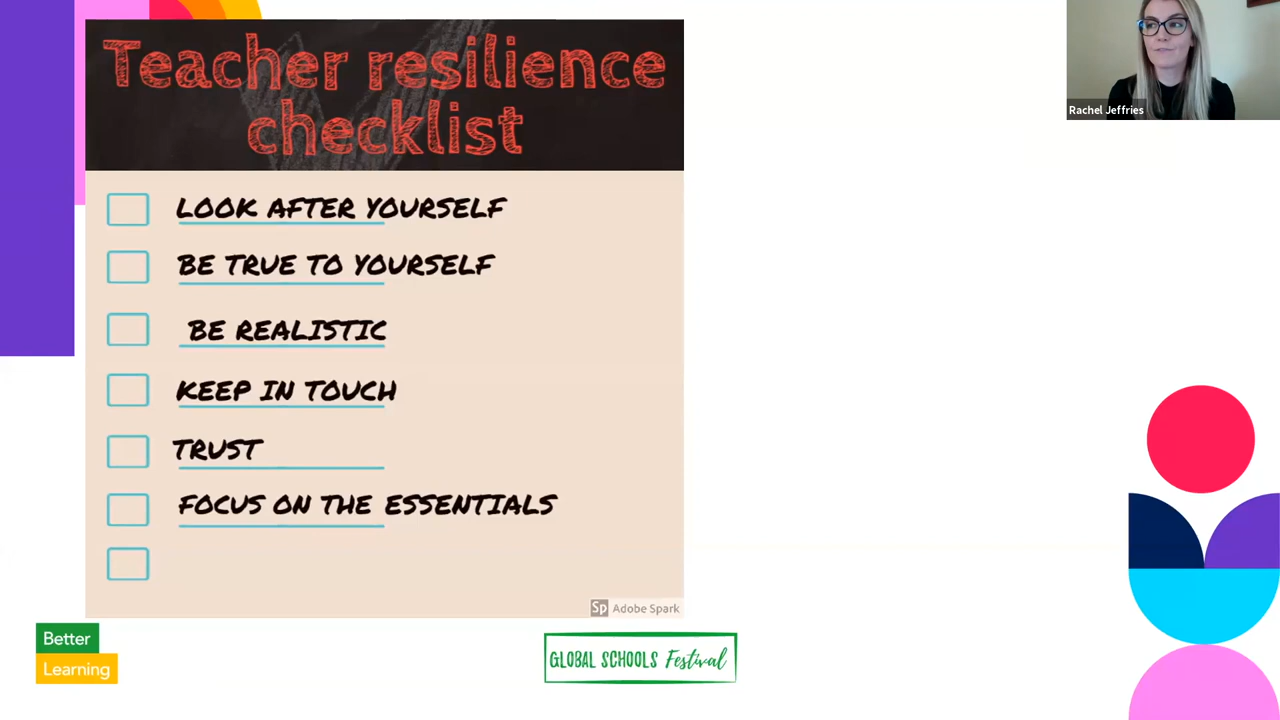 Teacher resilience
checklist
Rachel Jeffries
LOOK AFTER YOURSELF
BE TRUE TO YOURSELF
BE REALISTIC
KEEP IN TOUCH
TRUST
FOCUS ON THE ESSENTIALS
Sp Adobe Spark
Better
Learning
GLOBAL SCHOOLS Festival